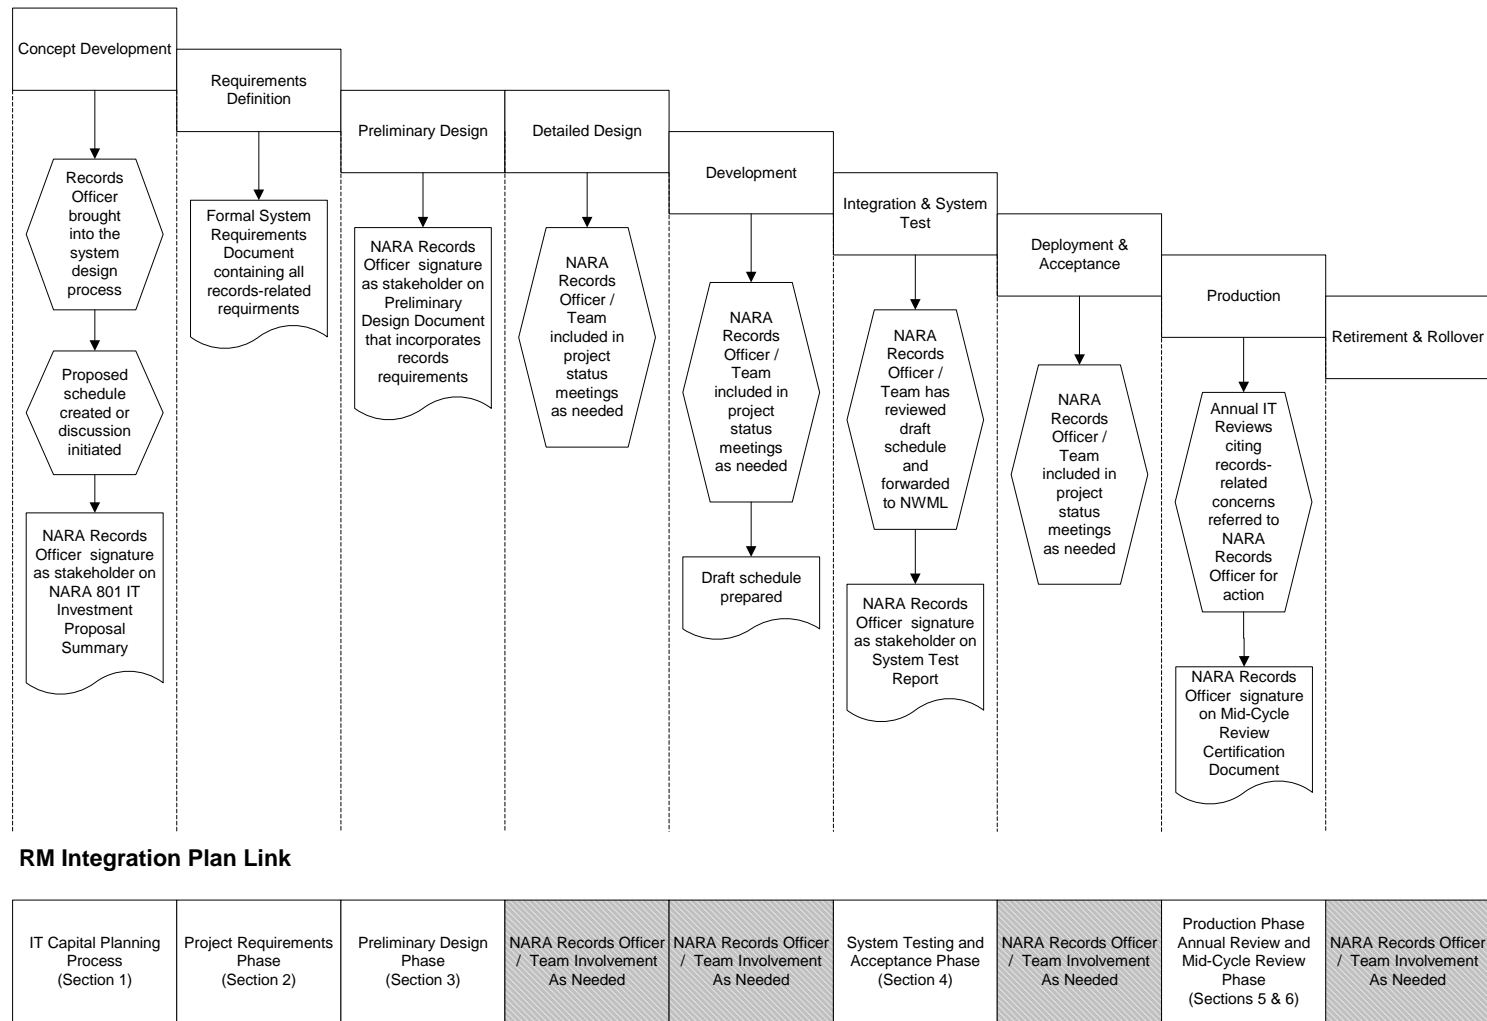 Concept Development
Records
Officer
brought
into the
system
design
process
Proposed
schedule
created or
discussion
initiated
NARA Records
Officer signature
as stakeholder on
NARA 801 IT
Investment
Proposal
Summary
Requirements
Definition
Formal System
Requirements
Document
containing all
records-related
requirments
Preliminary Design
NARA Records
Officer signature
as stakeholder on
Preliminary
Design Document
that incorporates
records
requirements
Detailed Design
NARA
Records
Officer /
Team
included in
project
status
meetings
as needed
Development
NARA
Records
Officer /
Team
included in
project
status
meetings
as needed
Draft schedule
prepared
Integration & System
Test
NARA
Records
Officer /
Team has
reviewed
draft
schedule
and
forwarded
to NWML
NARA Records
Officer signature
as stakeholder on
System Test
Report
Deployment &
Acceptance
NARA
Records
Officer /
Team
included in
project
status
meetings
as needed
Production
Annual IT
Reviews
citing
records-
related
concerns
referred to
NARA
Records
Officer for
action
NARA Records
Officer signature
on Mid-Cycle
Review
Certification
Document
Retirement & Rollover
RM Integration Plan Link
IT Capital Planning
Process
(Section 1)
Project Requirements
Phase
(Section 2)
Preliminary Design
Phase
(Section 3)
NARA Records Officer
/ Team Involvement
As Needed
NARA Records Officer
/ Team Involvement
As Needed
System Testing and
Acceptance Phase
(Section 4)
NARA Records Officer
/ Team Involvement
As Needed
Production Phase
Annual Review and
Mid-Cycle Review
Phase
(Sections 5 & 6)
NARA Records Officer
/ Team Involvement
As Needed